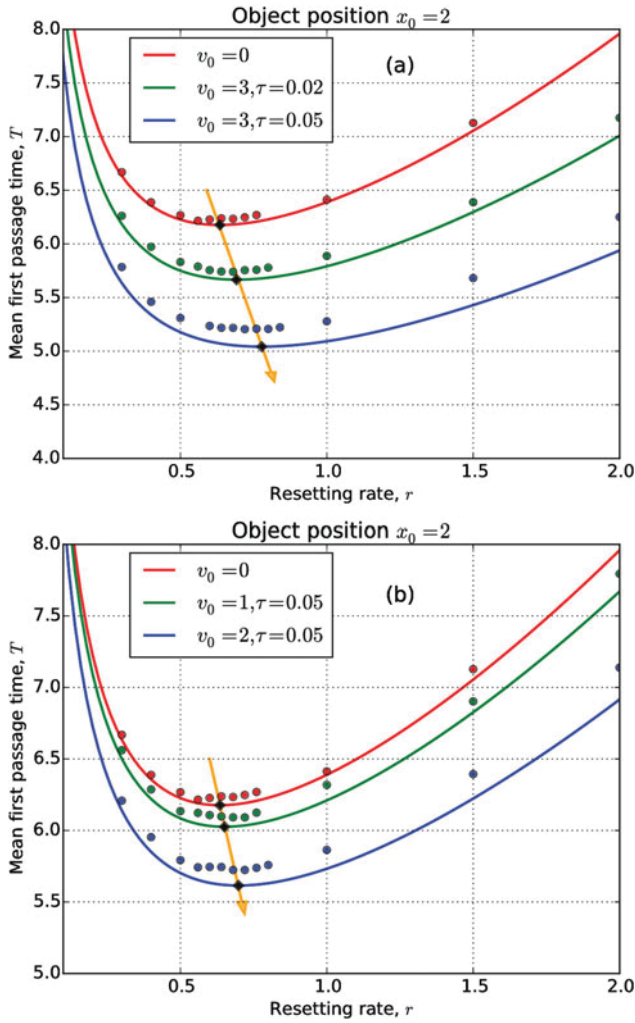 Object position x₀ = 2
8.0
7.5
7.0
6.5
6.0
5.5
5.0
4.5
4.0
Mean first passage time, T
v₀ = 0
v₀ = 3, τ = 0.02
v₀ = 3, τ = 0.05
(a)
0.5 1.0 1.5 2.0
Resetting rate, r
Object position x₀ = 2
8.0
7.5
7.0
6.5
6.0
5.5
5.0
Mean first passage time, T
v₀ = 0
v₀ = 1, τ = 0.05
v₀ = 2, τ = 0.05
(b)
0.5 1.0 1.5 2.0
Resetting rate, r